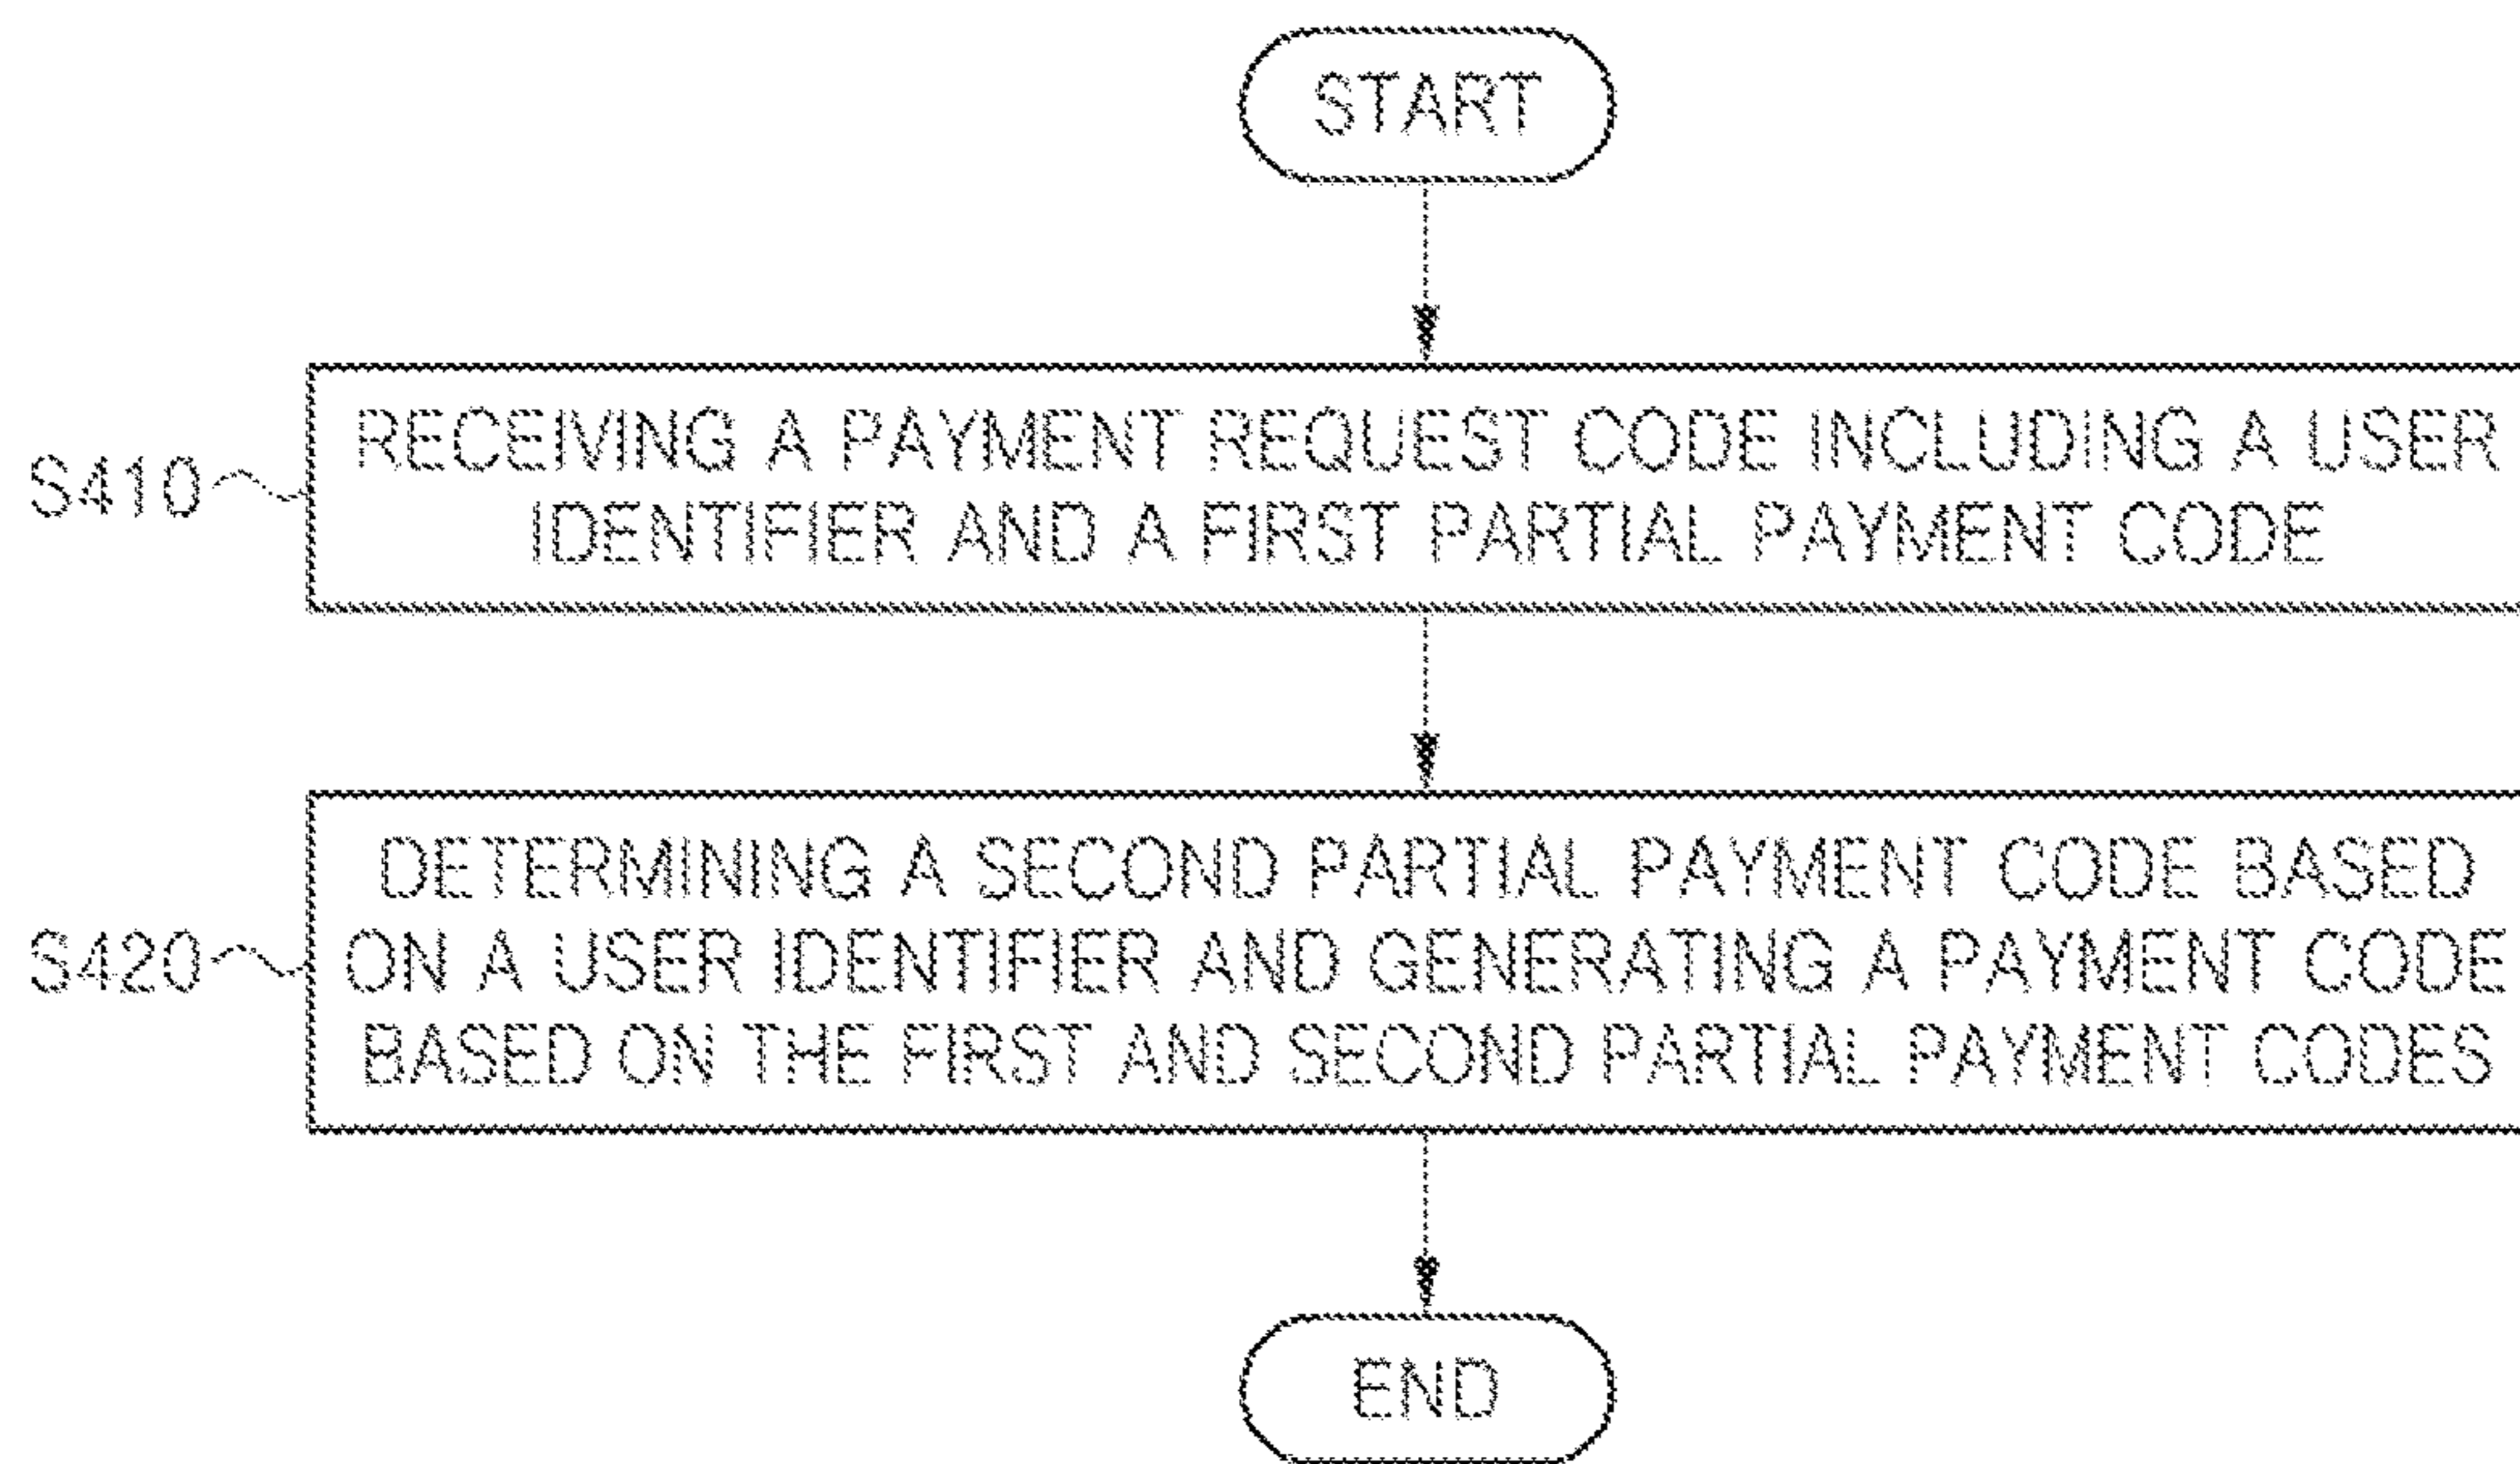 START
S410
RECEIVING A PAYMENT REQUEST CODE INCLUDING A USER
IDENTIFIER AND A FIRST PARTIAL PAYMENT CODE
S420
DETERMINING A SECOND PARTIAL PAYMENT CODE BASED
ON A USER IDENTIFIER AND GENERATING A PAYMENT CODE
BASED ON THE FIRST AND SECOND PARTIAL PAYMENT CODES
END